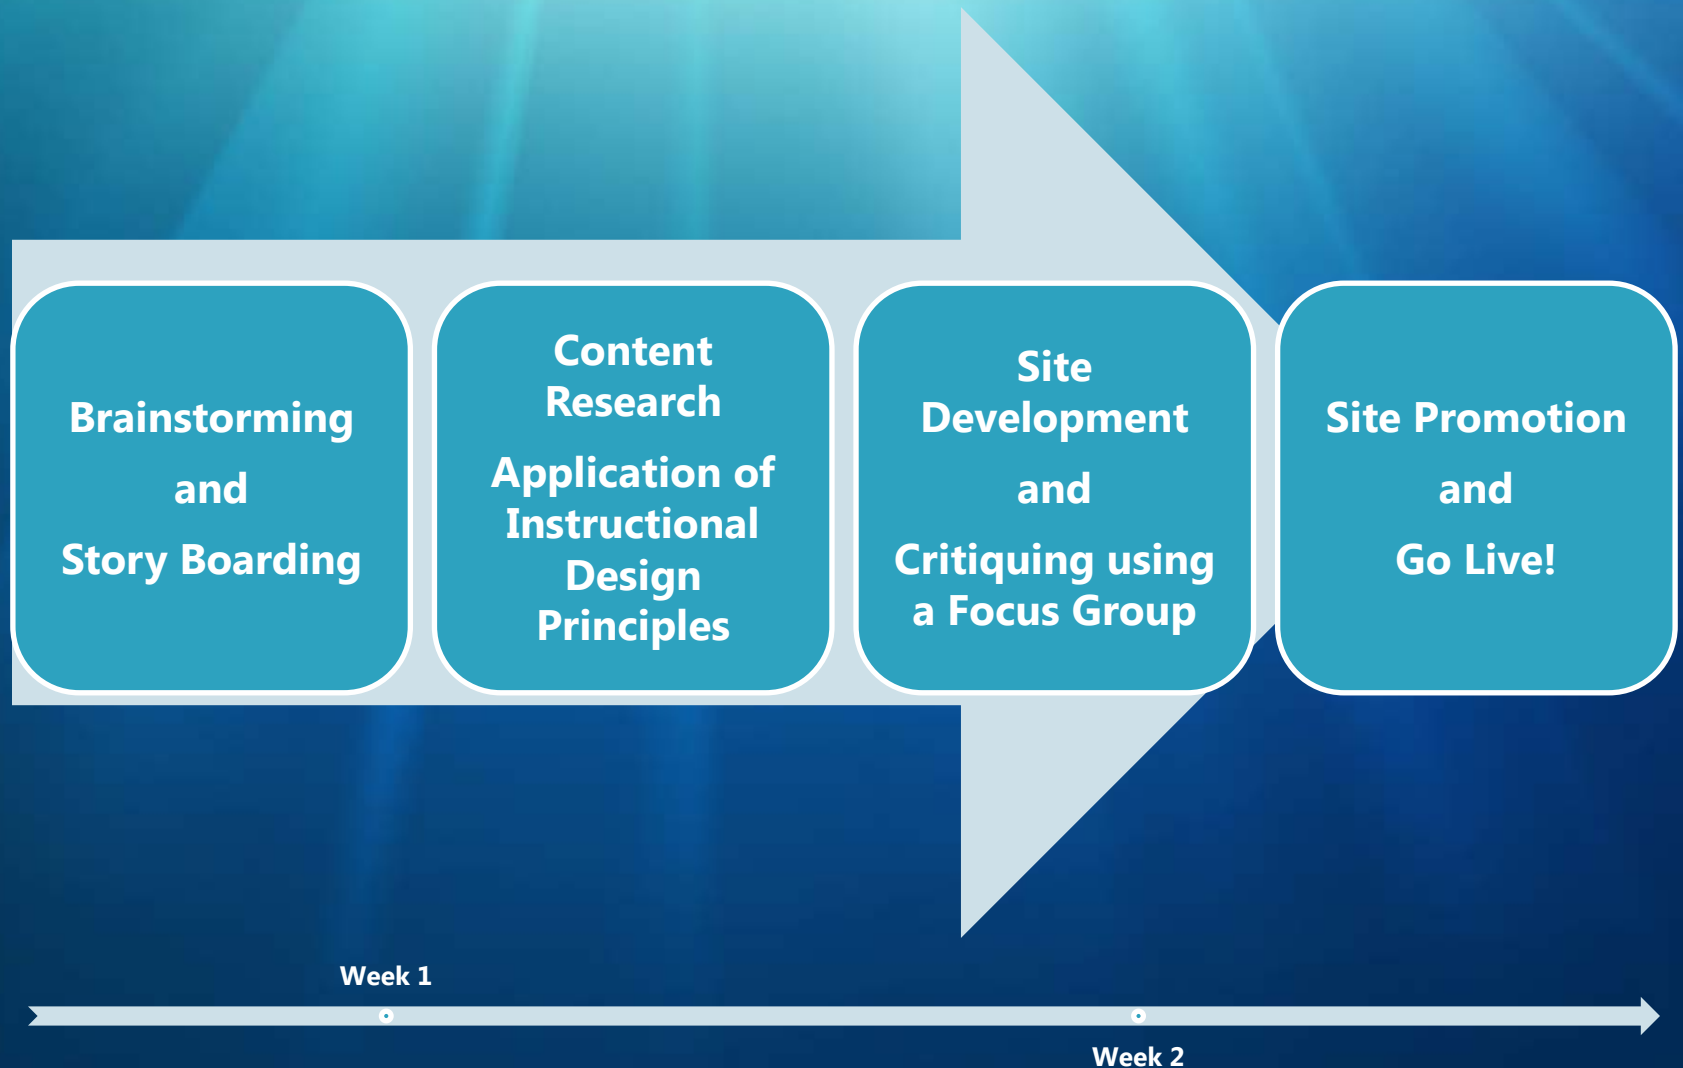 Brainstorming
and
Story Boarding
Content
Research
Application of
Instructional
Design
Principles
Site
Development
and
Critiquing using
a Focus Group
Site Promotion
and
Go Live!
Week 1
Week 2